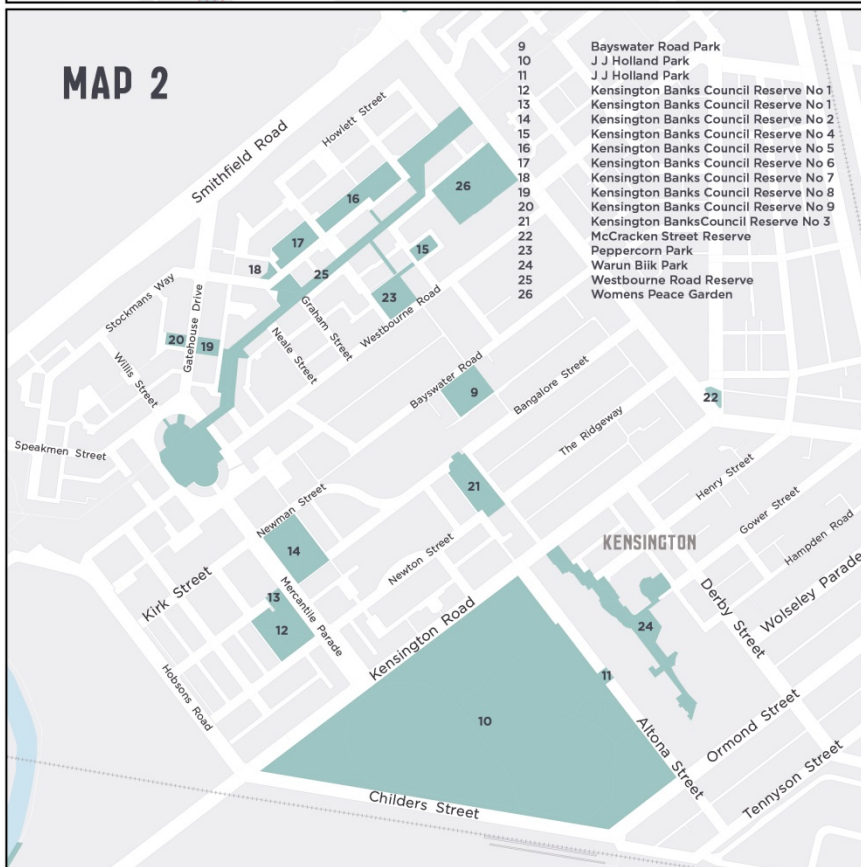 MAP 2
9 Bayswater Road Park
10 J J Holland Park
11 J J Holland Park
12 Kensington Banks Council Reserve No 1
13 Kensington Banks Council Reserve No 1
14 Kensington Banks Council Reserve No 2
15 Kensington Banks Council Reserve No 4
16 Kensington Banks Council Reserve No 5
17 Kensington Banks Council Reserve No 6
18 Kensington Banks Council Reserve No 7
19 Kensington Banks Council Reserve No 8
20 Kensington Banks Council Reserve No 9
21 Kensington BanksCouncil Reserve No 3
22 McCracken Street Reserve
23 Peppercorn Park
24 Warun Biik Park
25 Westbourne Road Reserve
26 Womens Peace Garden
Smithfield Road
Howlett Street
16
26
17
15
18
25
23
Stockmans Way
Gatehouse Drive
Graham Street
Westbourne Road
Neale Street
20
19
Willis Street
Bayswater Road
9
Bangalore Street
22
The Ridgeway
Speakmen Street
21
Henry Street
Newman Street
Gower Street
14
Newton Street
KENSINGTON
Hampden Road
Kirk Street
13
Mercantile Parade
12
Kensington Road
Derby Street
Wolseley Parade
24
Hobsons Road
11
10
Altona Street
Ormond Street
Childers Street
Tennyson Street